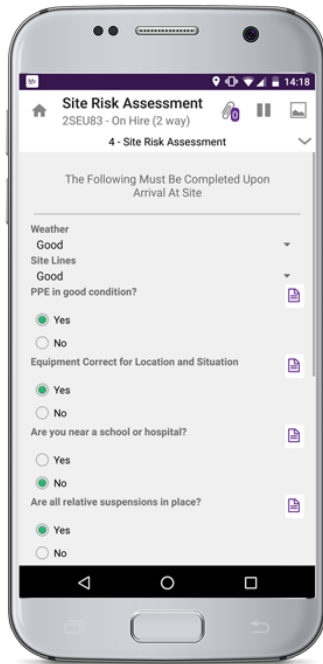 14:18
Site Risk Assessment
0
2SEU83 - On Hire (2 way)
4 - Site Risk Assessment
The Following Must Be Completed Upon
Arrival At Site
Weather
Good
Site Lines
Good
PPE in good condition?
Yes
No
Equipment Correct for Location and Situation
Yes
No
Are you near a school or hospital?
Yes
No
Are all relative suspensions in place?
Yes
No